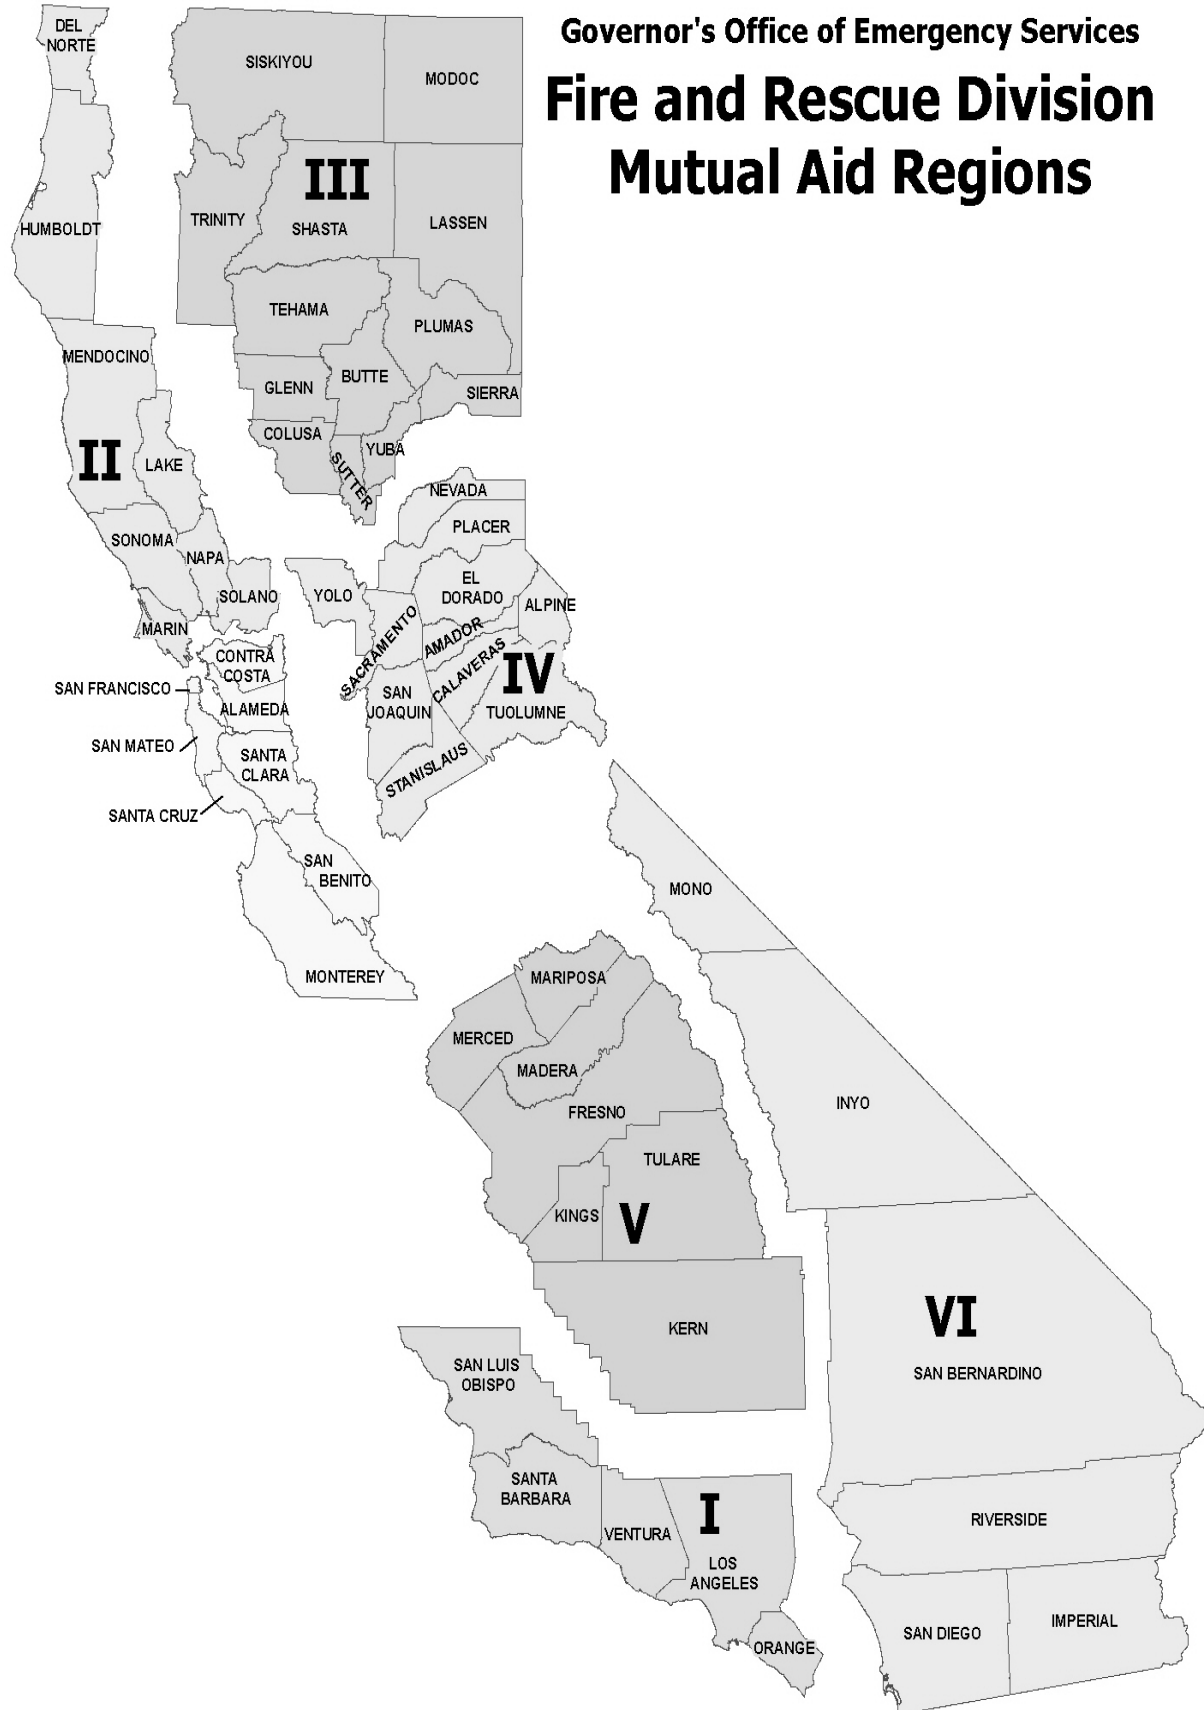 Governor's Office of Emergency Services
Fire and Rescue Division
Mutual Aid Regions
DEL
NORTE
HUMBOLDT
MENDOCINO
II
LAKE
SONOMA
NAPA
SOLANO
MARIN
CONTRA
COSTA
SAN FRANCISCO
ALAMEDA
SAN MATEO
SANTA
CLARA
SANTA CRUZ
SAN
BENITO
MONTEREY
SISKIYOU
MODOC
III
TRINITY
SHASTA
LASSEN
TEHAMA
PLUMAS
BUTTE
GLENN
SIERRA
COLUSA
YUBA
SUTTER
NEVADA
PLACER
YOLO
EL
DORADO
ALPINE
SACRAMENTO
AMADOR
CALAVERAS
IV
SAN
JOAQUIN
TUOLUMNE
STANISLAUS
MONO
INYO
MARIPOSA
MERCED
MADERA
FRESNO
TULARE
KINGS
V
KERN
VI
SAN BERNARDINO
RIVERSIDE
SAN DIEGO
IMPERIAL
SAN LUIS
OBISPO
SANTA
BARBARA
VENTURA
I
LOS
ANGELES
ORANGE